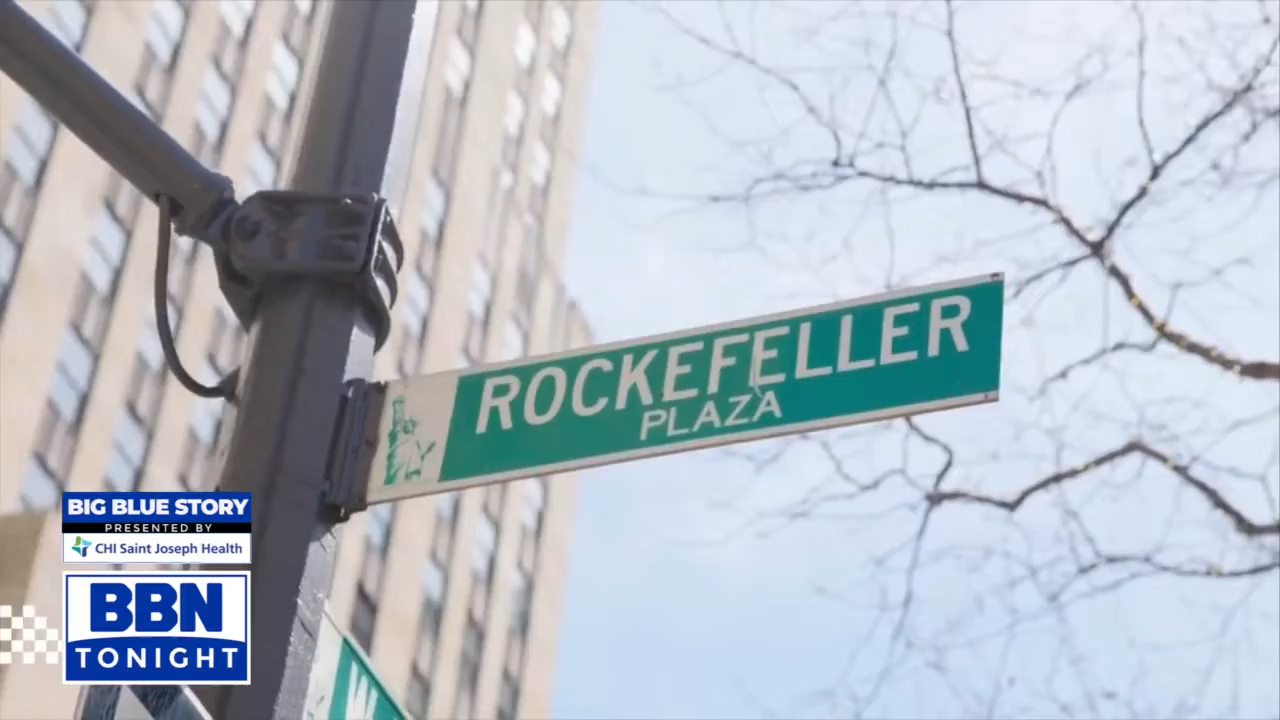 ROCKEFELLER
PLAZA
BIG BLUE STORY
PRESENTED BY
CHI Saint Joseph Health
BBN
TONIGHT
W